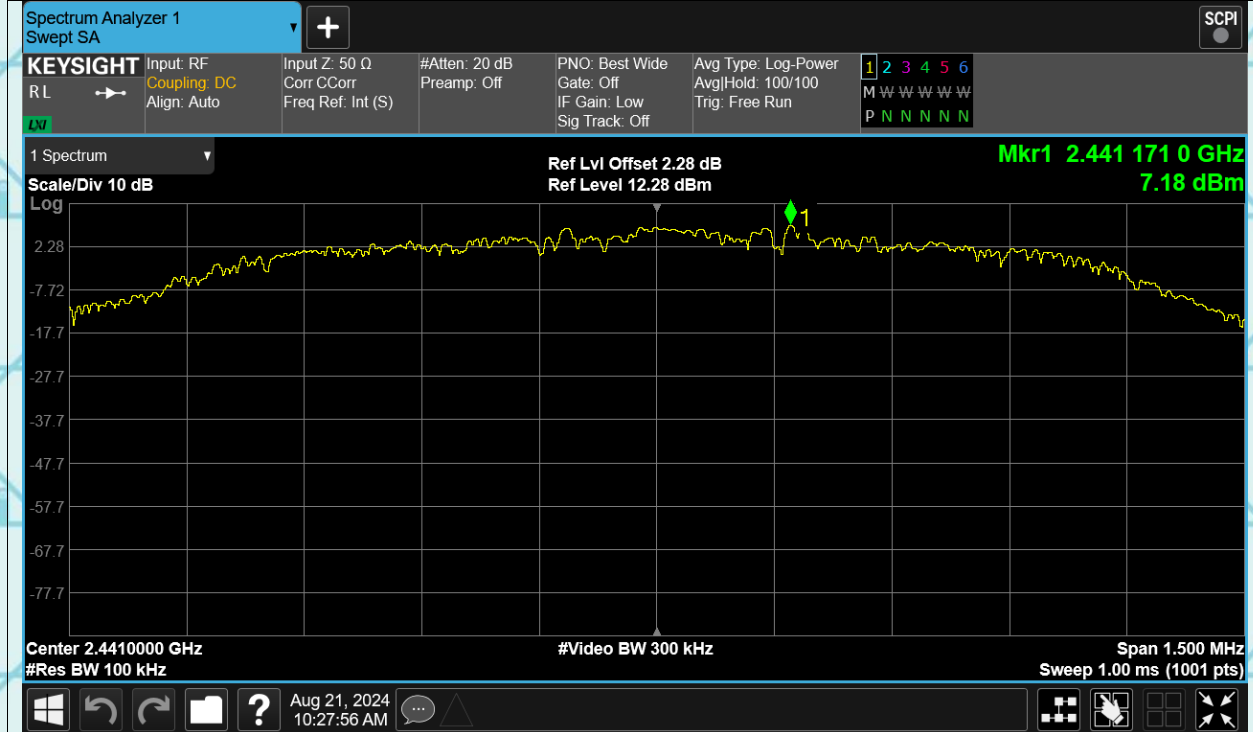 Spectrum Analyzer 1
Swept SA
SCPI
KEYSIGHT
R L
LXI
Input: RF
Coupling: DC
Align: Auto
Input Z: 50 Ω
Corr CCorr
Freq Ref: Int (S)
#Atten: 20 dB
Preamp: Off
PNO: Best Wide
Gate: Off
IF Gain: Low
Sig Track: Off
Avg Type: Log-Power
Avg|Hold: 100/100
Trig: Free Run
1 2 3 4 5 6
M W W W W W
P N N N N N
1 Spectrum
Scale/Div 10 dB
Log
Ref Lvl Offset 2.28 dB
Ref Level 12.28 dBm
Mkr1 2.441 171 0 GHz
7.18 dBm
1
2.28
-7.72
-17.7
-27.7
-37.7
-47.7
-57.7
-67.7
-77.7
Center 2.4410000 GHz
#Res BW 100 kHz
#Video BW 300 kHz
Span 1.500 MHz
Sweep 1.00 ms (1001 pts)
?
Aug 21, 2024
10:27:56 AM